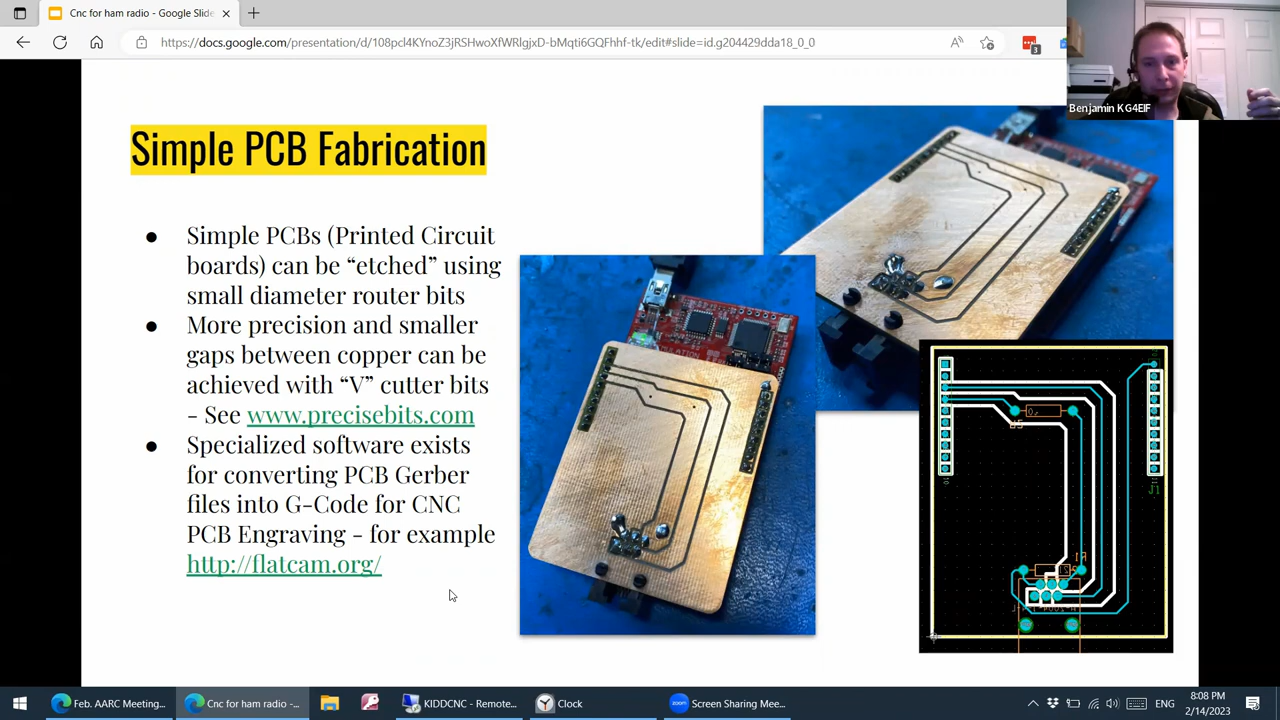 Cnc for ham radio - Google Slide
https://docs.google.com/presentation/d/108pcl4KYnoZ3jRSHwoXfWRlgjxD-bMqti6GQFhhf-tk/edit#slide=id.g204429dda18_0_0
3
Benjamin KG4EIF
Simple PCB Fabrication
● Simple PCBs (Printed Circuit
boards) can be “etched” using
small diameter router bits
● More precision and smaller
gaps between copper can be
achieved with “V” cutter bits
- See www.precisebits.com
● Specialized software exists
for converting PCB Gerber
files into G-Code for CNC
PCB Engraving - for example
http://flatcam.org/
J1
Feb. AARC Meeting...
Cnc for ham radio -...
KIDDCNC - Remote...
Clock
zoom
Screen Sharing Mee...
ENG
8:08 PM
2/14/2023